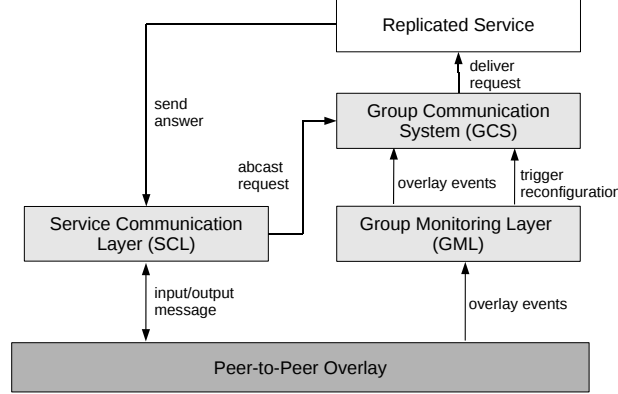 Replicated Service
deliver
request
send
answer
Group Communication
System (GCS)
abcast
request
overlay events
trigger
reconfiguration
Service Communication
Layer (SCL)
Group Monitoring Layer
(GML)
input/output
message
overlay events
Peer-to-Peer Overlay